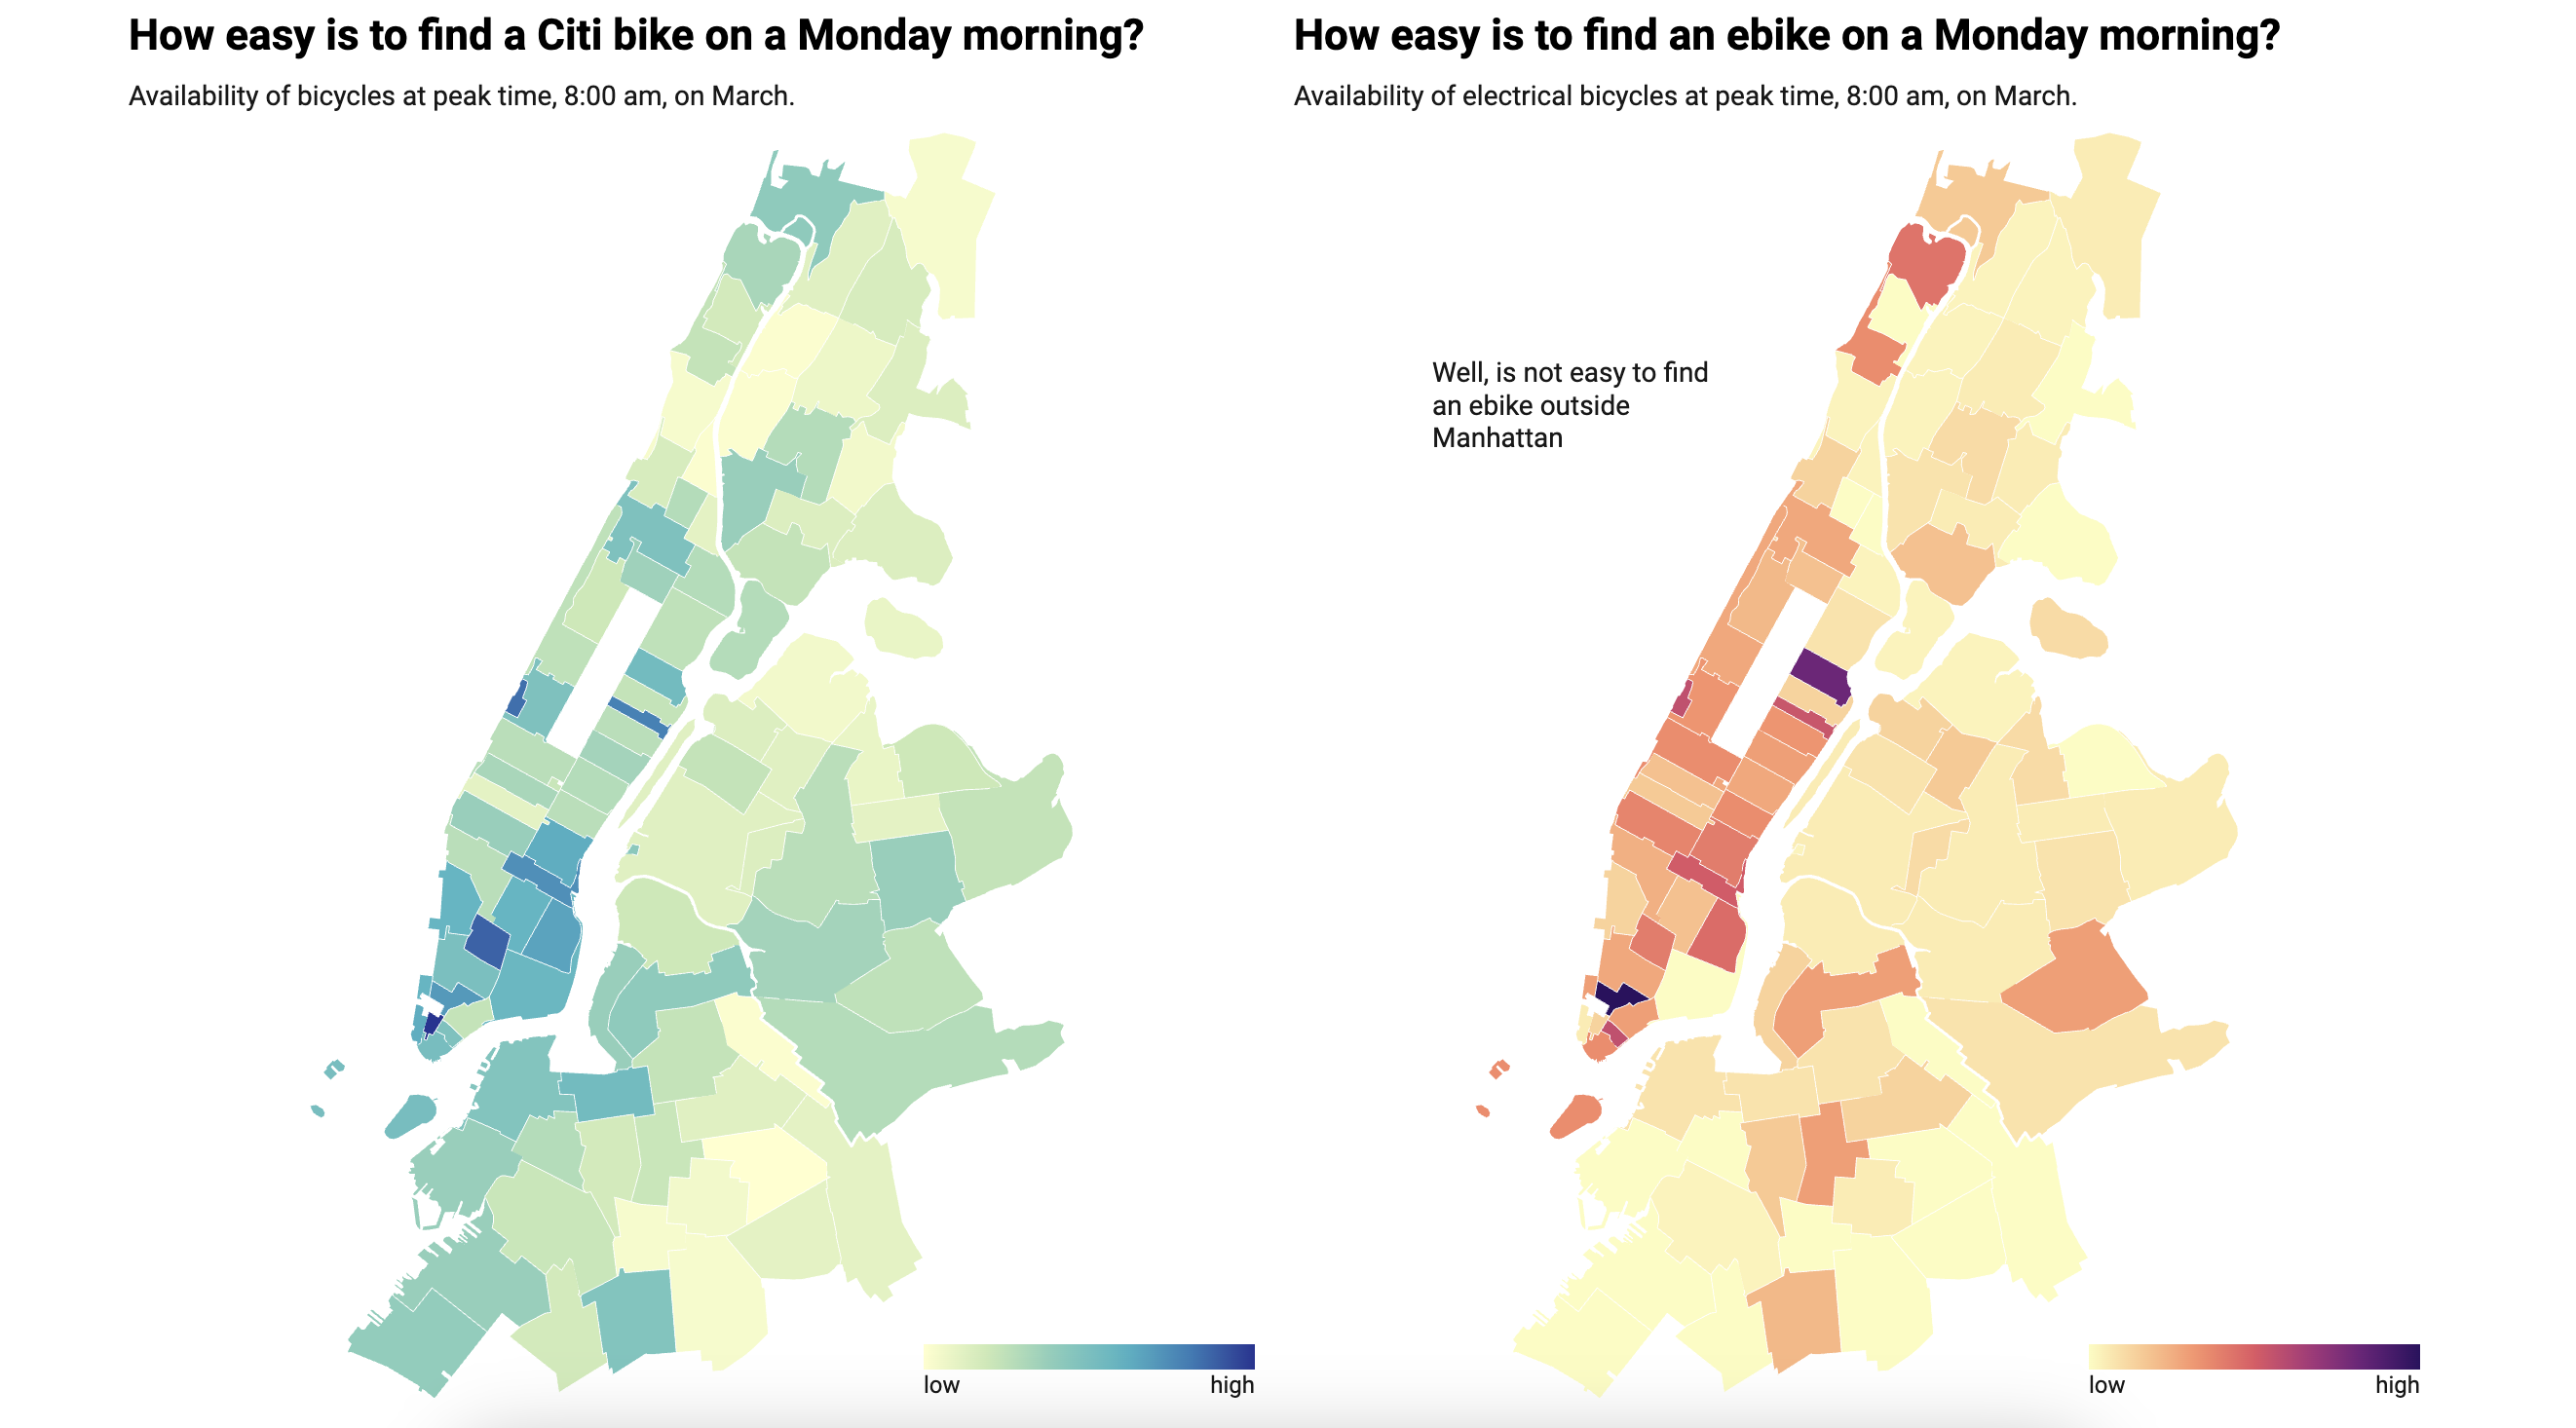 How easy is to find a Citi bike on a Monday morning?
Availability of bicycles at peak time, 8:00 am, on March.
low high
How easy is to find an ebike on a Monday morning?
Availability of electrical bicycles at peak time, 8:00 am, on March.
Well, is not easy to find
an ebike outside
Manhattan
low high